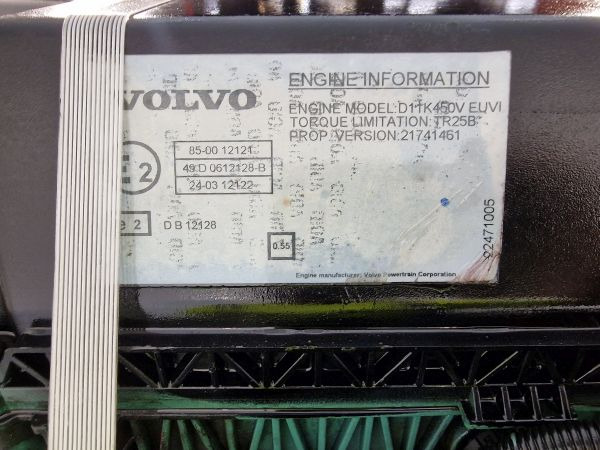 VOLVO
ENGINE INFORMATION
ENGINE MODEL:D11K450V EUVI
TORQUE LIMITATION:TR25B
PROP. VERSION:21741461
E2
85-00 12121
49 D 0612128-B
24-03 12122
e 2
D B 12128
0.55
22471005
Engine manufacturer: Volvo Powertrain Corporation